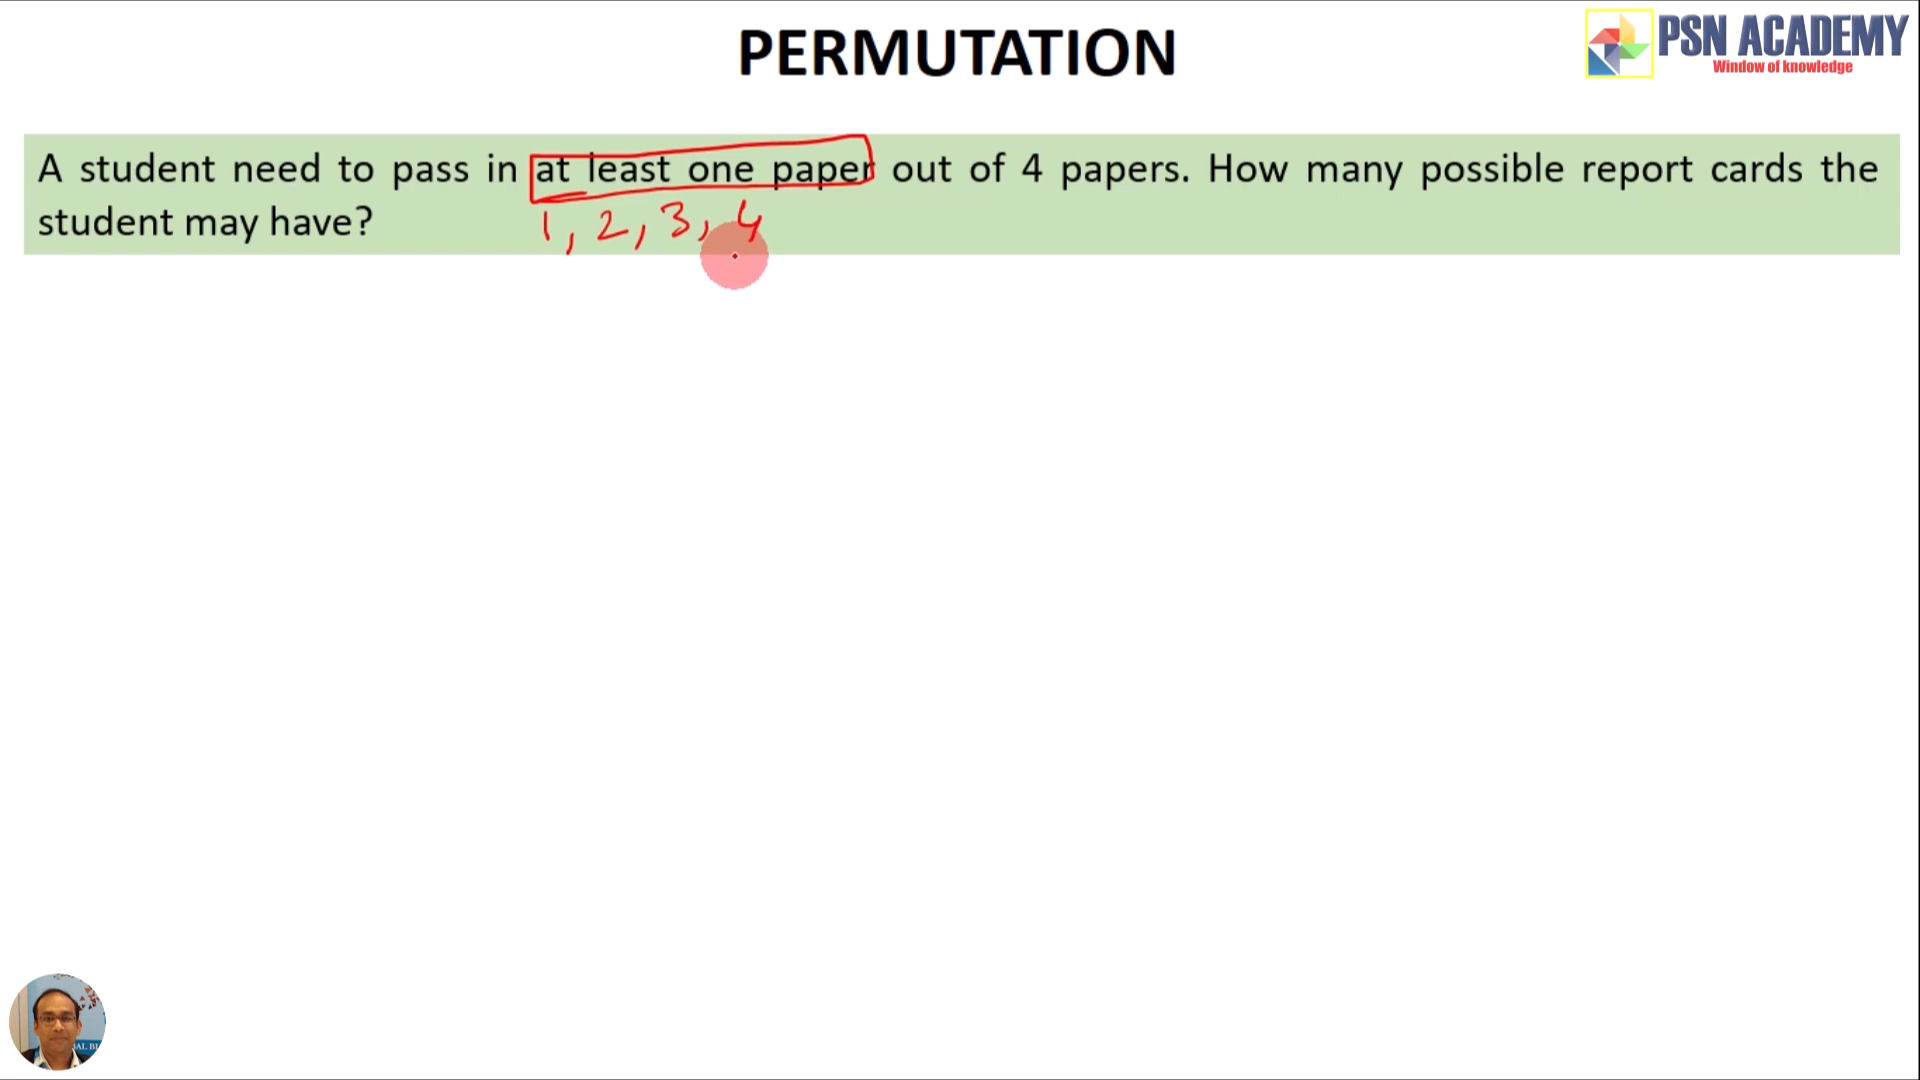 PERMUTATION
PSN ACADEMY
Window of knowledge
A student need to pass in at least one paper out of 4 papers. How many possible report cards the
student may have?
1, 2, 3, 4